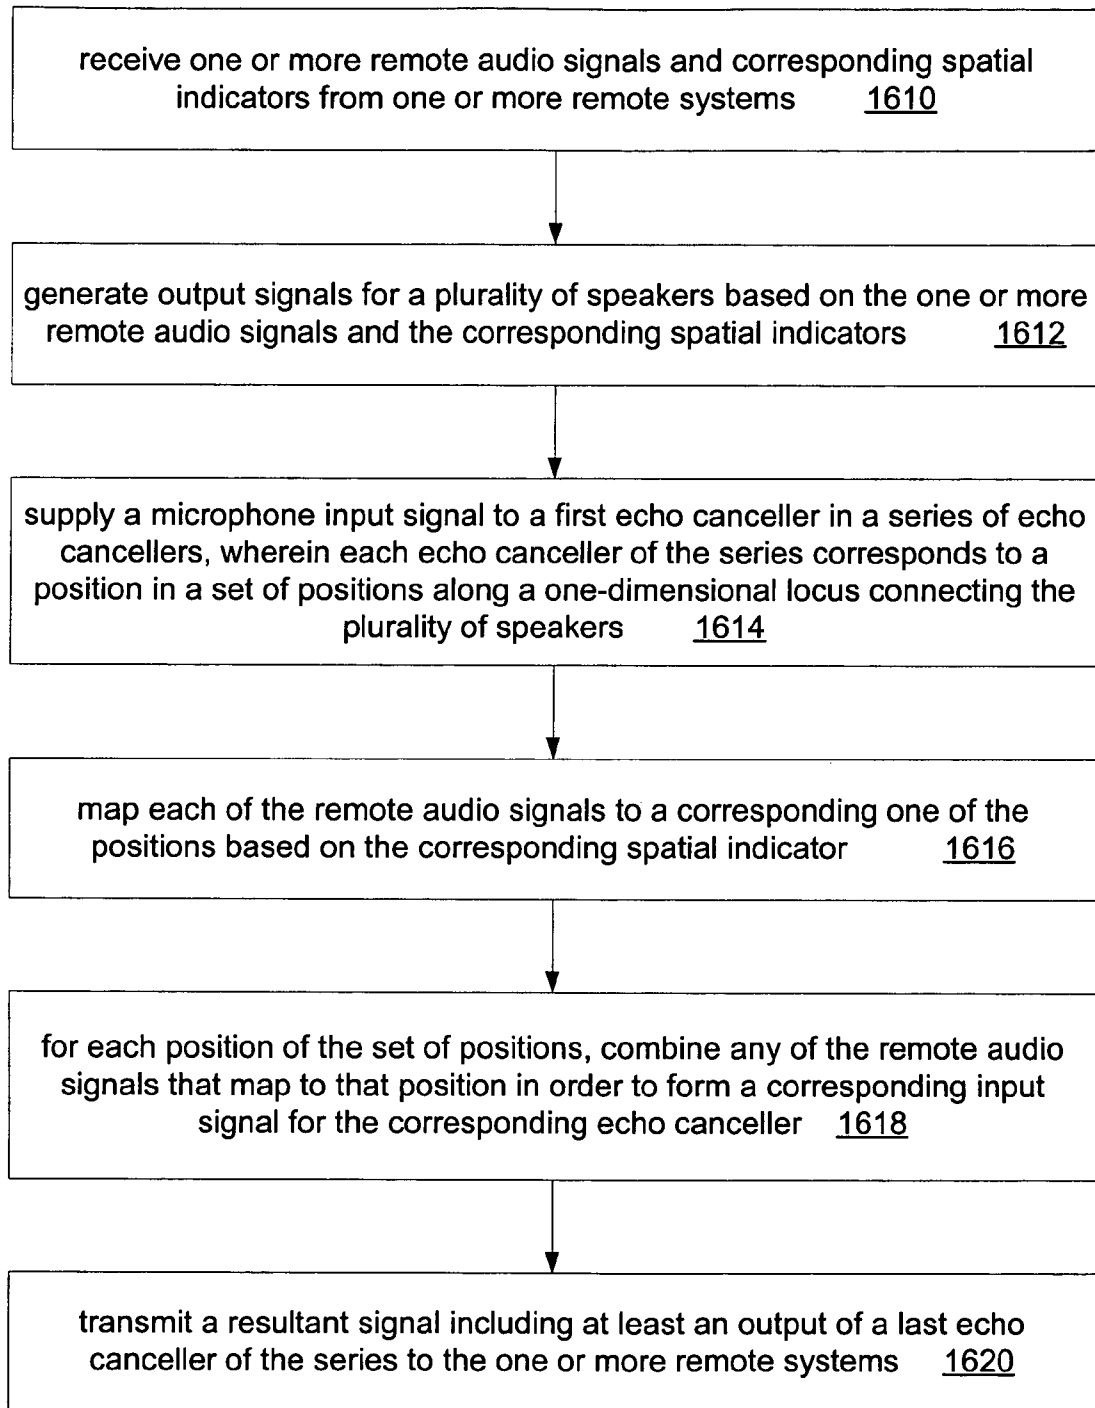 receive one or more remote audio signals and corresponding spatial
indicators from one or more remote systems 1610
generate output signals for a plurality of speakers based on the one or more
remote audio signals and the corresponding spatial indicators 1612
supply a microphone input signal to a first echo canceller in a series of echo
cancellers, wherein each echo canceller of the series corresponds to a
position in a set of positions along a one-dimensional locus connecting the
plurality of speakers 1614
map each of the remote audio signals to a corresponding one of the
positions based on the corresponding spatial indicator 1616
for each position of the set of positions, combine any of the remote audio
signals that map to that position in order to form a corresponding input
signal for the corresponding echo canceller 1618
transmit a resultant signal including at least an output of a last echo
canceller of the series to the one or more remote systems 1620